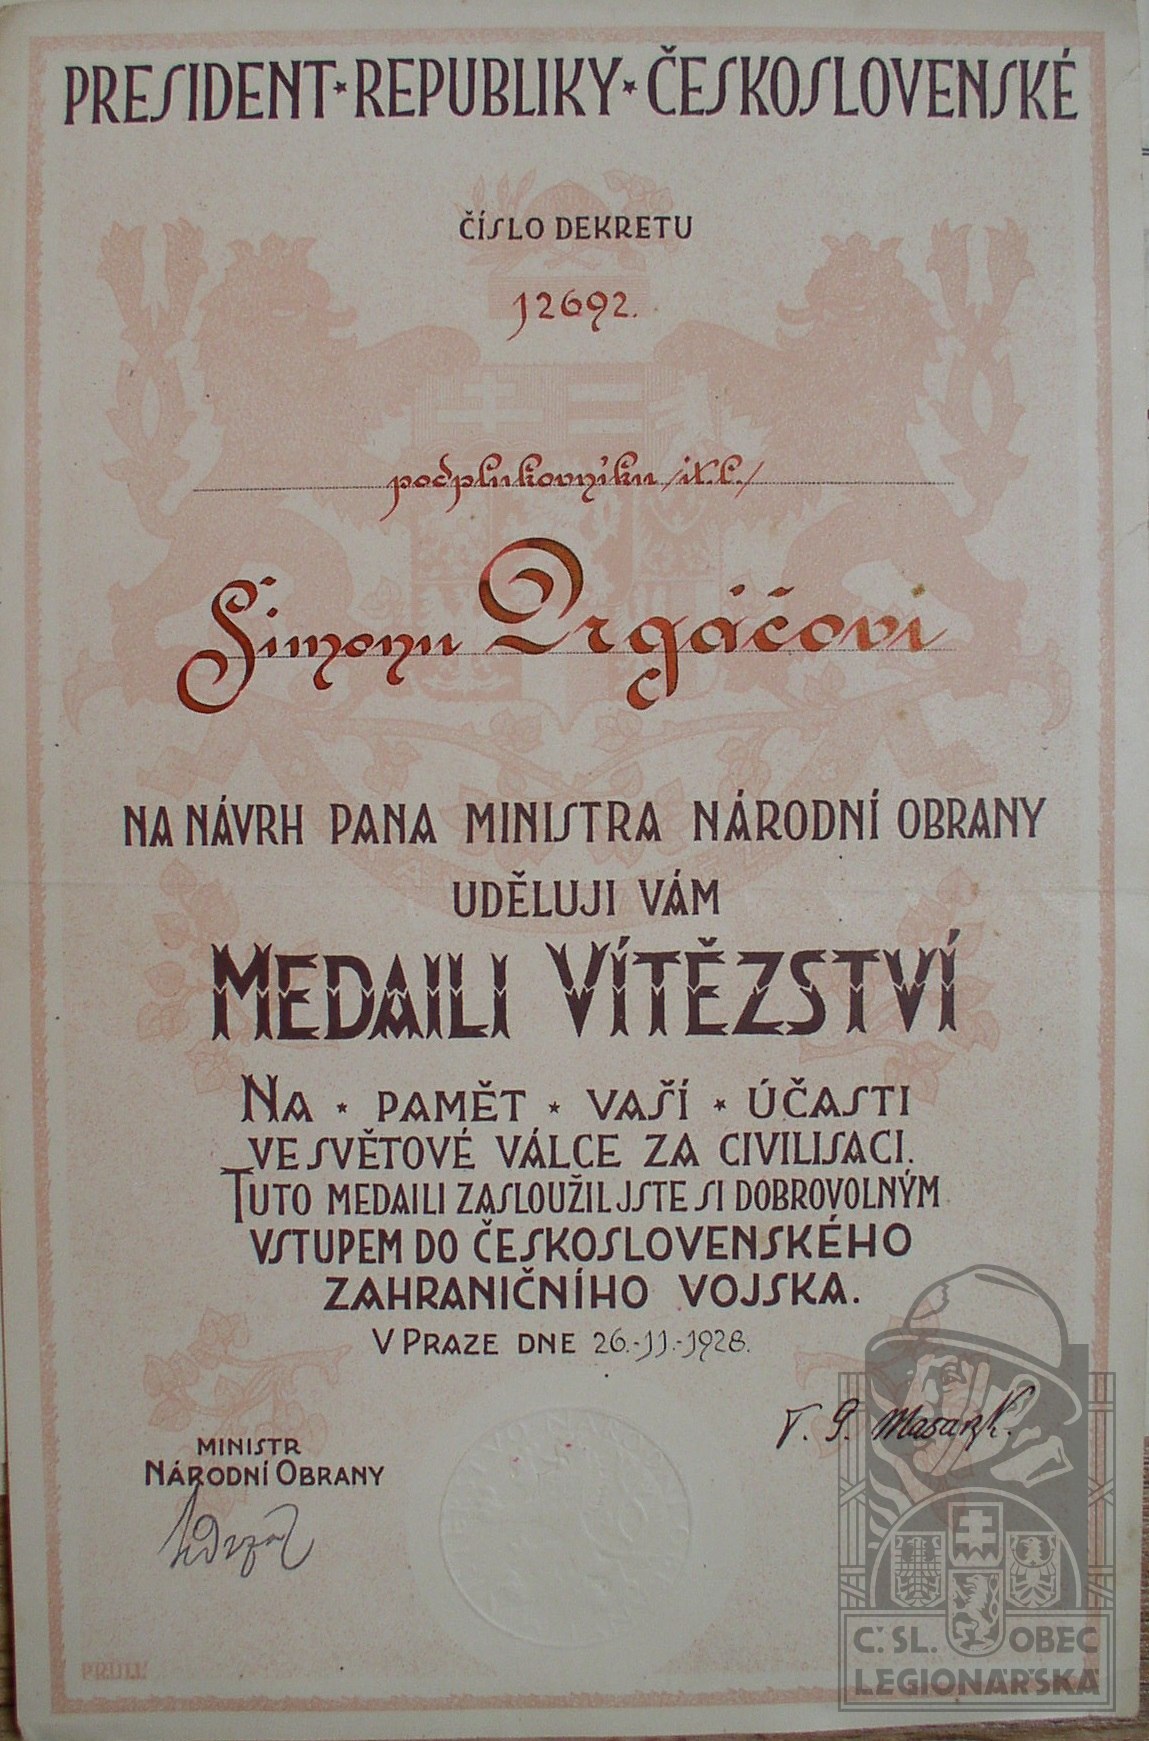 PRESIDENT ⋆ REPUBLIKY ⋆ ČESKOSLOVENSKÉ
ČÍSLO DEKRETU
12692.
podplukovníku
Šimonu Drgáčovi
NA NÁVRH PANA MINISTRA NÁRODNÍ OBRANY
UDĚLUJI VÁM
MEDAILI VÍTĚZSTVÍ
NA ⋆ PAMĚT ⋆ VAŠÍ ⋆ ÚČASTI
VE SVĚTOVÉ VÁLCE ZA CIVILISACI.
TUTO MEDAILI ZASLOUŽIL JSTE SI DOBROVOLNÝM
VSTUPEM DO ČESKOSLOVENSKÉHO
ZAHRANIČNÍHO VOJSKA.
V PRAZE DNE 26.-11.-1928.
T. G. Masaryk.
MINISTR
NÁRODNÍ OBRANY
Udržal
Č. SL. OBEC
LEGIONÁŘSKÁ